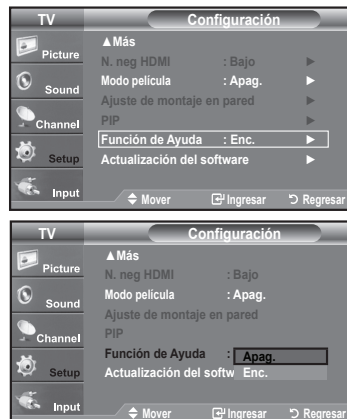 TV Configuración
▲Más
Picture
N. neg HDMI : Bajo ►
Modo película : Apag. ►
Sound
Ajuste de montaje en pared ►
PIP ►
Channel
Función de Ayuda : Enc. ►
Setup
Actualización del software ►
Input
Mover Ingresar Regresar
TV Configuración
▲Más
Picture
N. neg HDMI : Bajo
Modo película : Apag.
Sound
Ajuste de montaje en pared
PIP
Channel
Función de Ayuda : Apag.
Setup
Actualización del softw Enc.
Input
Mover Ingresar Regresar